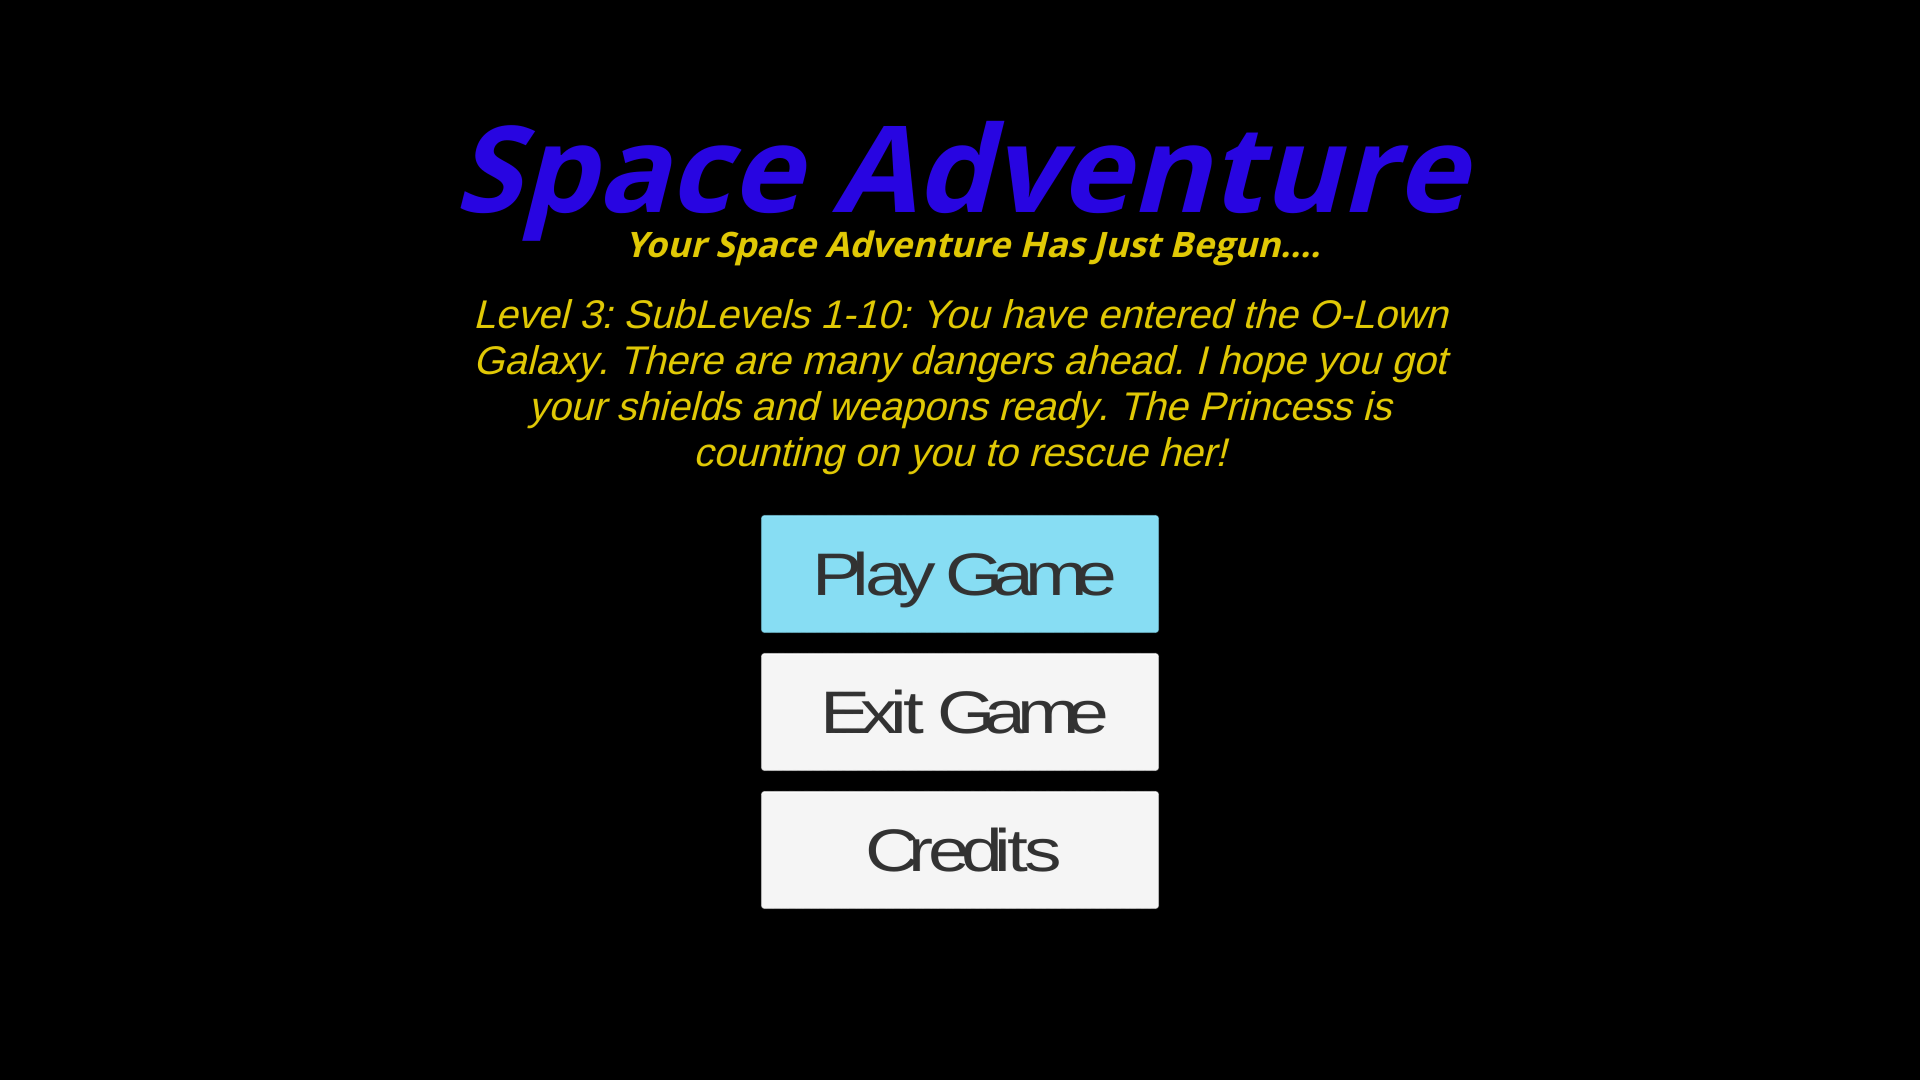 Space Adventure
Your Space Adventure Has Just Begun....
Level 3: SubLevels 1-10: You have entered the O-Lown
Galaxy. There are many dangers ahead. I hope you got
your shields and weapons ready. The Princess is
counting on you to rescue her!
Play Game
Exit Game
Credits